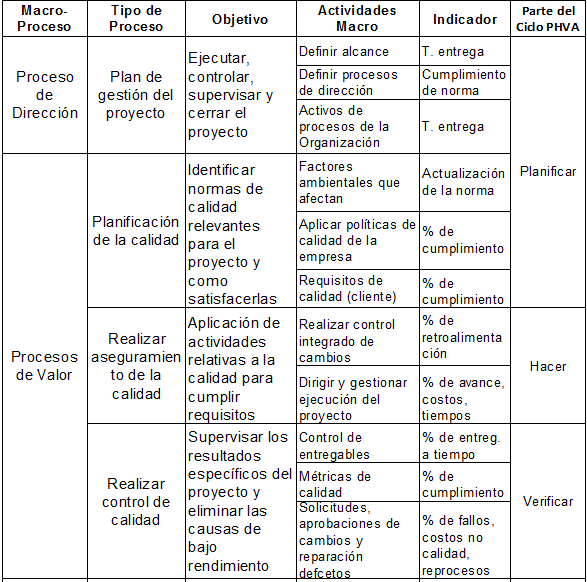 Macro-
Proceso
Tipo de
Proceso
Objetivo
Actividades
Macro
Indicador
Parte del
Ciclo PHVA
Proceso
de
Dirección
Plan de
gestión del
proyecto
Ejecutar,
controlar,
supervisar y
cerrar el
proyecto
Definir alcance
T. entrega
Definir procesos
de dirección
Cumplimiento
de norma
Activos de
procesos de la
Organización
T. entrega
Planificar
Procesos
de Valor
Planificación
de la calidad
Identificar
normas de
calidad
relevantes
para el
proyecto y
como
satisfacerlas
Factores
ambientales que
afectan
Actualización
de la norma
Aplicar políticas de
calidad de la
empresa
% de
cumplimiento
Requisitos de
calidad (cliente)
% de
cumplimiento
Realizar
aseguramien
to de la
calidad
Aplicación de
actividades
relativas a la
calidad para
cumplir
requisitos
Realizar control
integrado de
cambios
% de
retroalimenta
ción
Dirigir y gestionar
ejecución del
proyecto
% de avance,
costos,
tiempos
Hacer
Realizar
control de
calidad
Supervisar los
resultados
específicos del
proyecto y
eliminar las
causas de
bajo
rendimiento
Control de
entregables
% de entreg.
a tiempo
Métricas de
calidad
% de
cumplimiento
Solicitudes,
aprobaciones de
cambios y
reparación
defcetos
% de fallos,
costos no
calidad,
reprocesos
Verificar